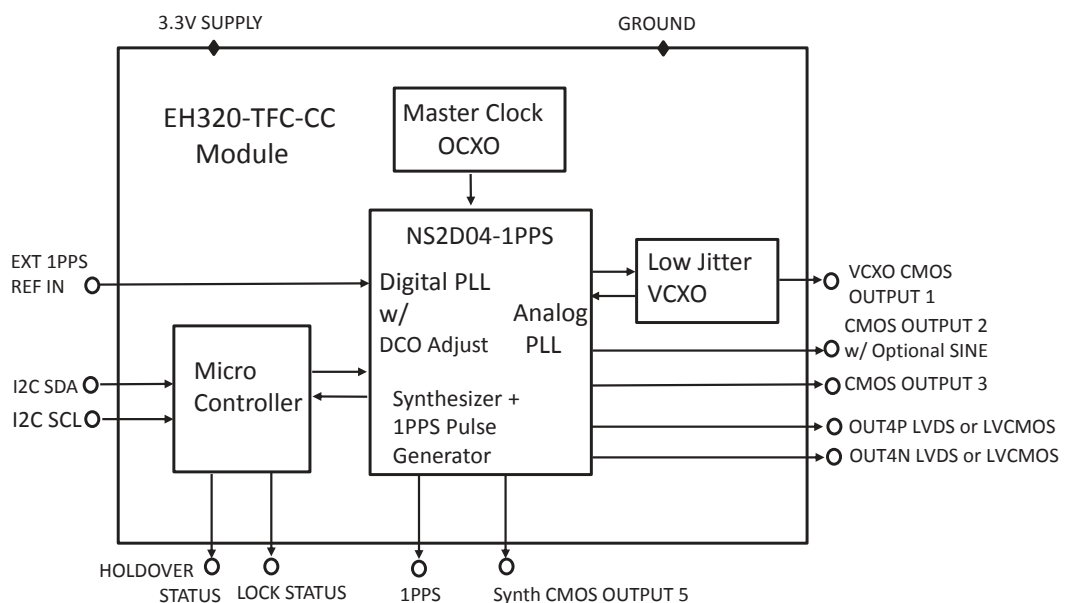 3.3V SUPPLY
GROUND
EH320-TFC-CC
Module
Master Clock
OCXO
NS2D04-1PPS
Digital PLL
w/
DCO Adjust
Analog
PLL
Synthesizer +
1PPS Pulse
Generator
Low Jitter
VCXO
EXT 1PPS
REF IN
Micro
Controller
I2C SDA
I2C SCL
VCXO CMOS
OUTPUT 1
CMOS OUTPUT 2
w/ Optional SINE
CMOS OUTPUT 3
OUT4P LVDS or LVCMOS
OUT4N LVDS or LVCMOS
HOLDOVER
STATUS
LOCK STATUS
1PPS
Synth CMOS OUTPUT 5